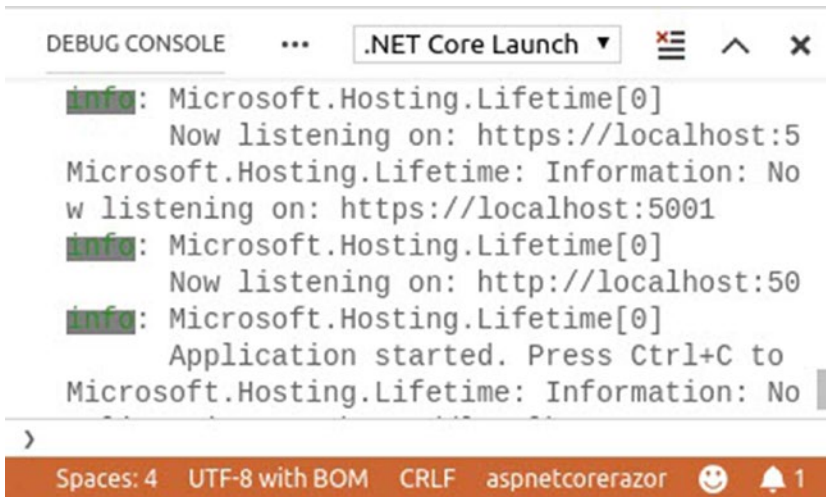 DEBUG CONSOLE ... .NET Core Launch
info: Microsoft.Hosting.Lifetime[0]
Now listening on: https://localhost:5
Microsoft.Hosting.Lifetime: Information: No
w listening on: https://localhost:5001
info: Microsoft.Hosting.Lifetime[0]
Now listening on: http://localhost:50
info: Microsoft.Hosting.Lifetime[0]
Application started. Press Ctrl+C to
Microsoft.Hosting.Lifetime: Information: No
Spaces: 4 UTF-8 with BOM CRLF aspnetcorerazor 1